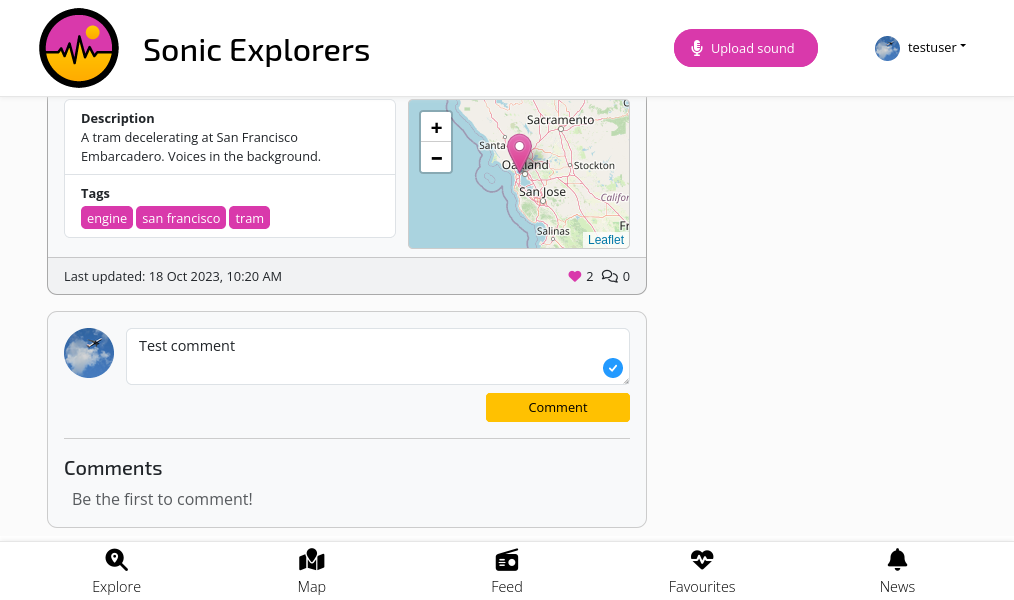 Sonic Explorers
Upload sound
testuser
Description
A tram decelerating at San Francisco
Embarcadero. Voices in the background.
Tags
engine
san francisco
tram
+
−
Sacramento
Santa
Oakland
Stockton
San Jose
Califor
Fr
Salinas
Leaflet
Last updated: 18 Oct 2023, 10:20 AM
2
0
Test comment
Comment
Comments
Be the first to comment!
Explore
Map
Feed
Favourites
News